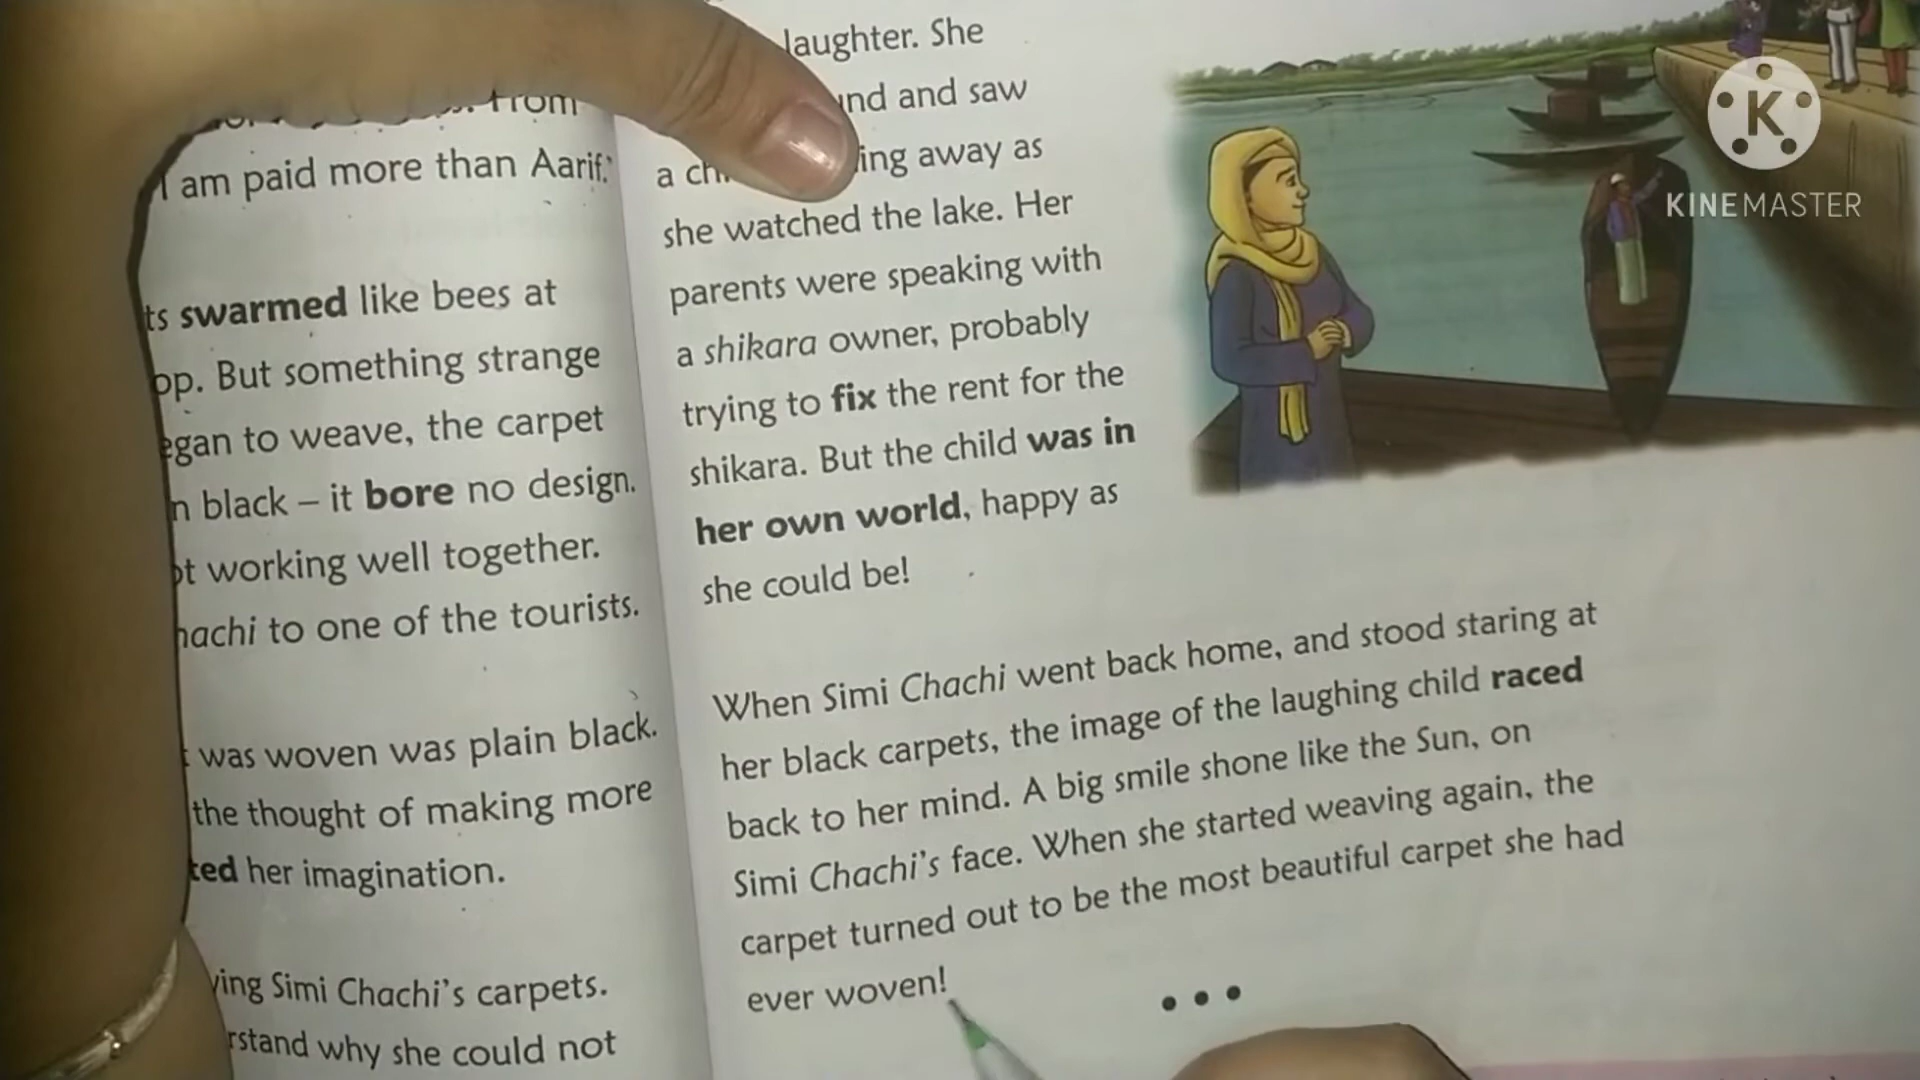 From
I am paid more than Aarif.'
swarmed like bees at
But something strange
to weave, the carpet
black – it bore no design.
working well together.
to one of the tourists.
was woven was plain black.
the thought of making more
her imagination.
Simi Chachi's carpets.
why she could not
laughter. She
and saw
a away as
she watched the lake. Her
parents were speaking with
a shikara owner, probably
trying to fix the rent for the
shikara. But the child was in
her own world, happy as
she could be!
When Simi Chachi went back home, and stood staring at
her black carpets, the image of the laughing child raced
back to her mind. A big smile shone like the Sun, on
Simi Chachi's face. When she started weaving again, the
carpet turned out to be the most beautiful carpet she had
ever woven!
• • •
K
KINEMASTER